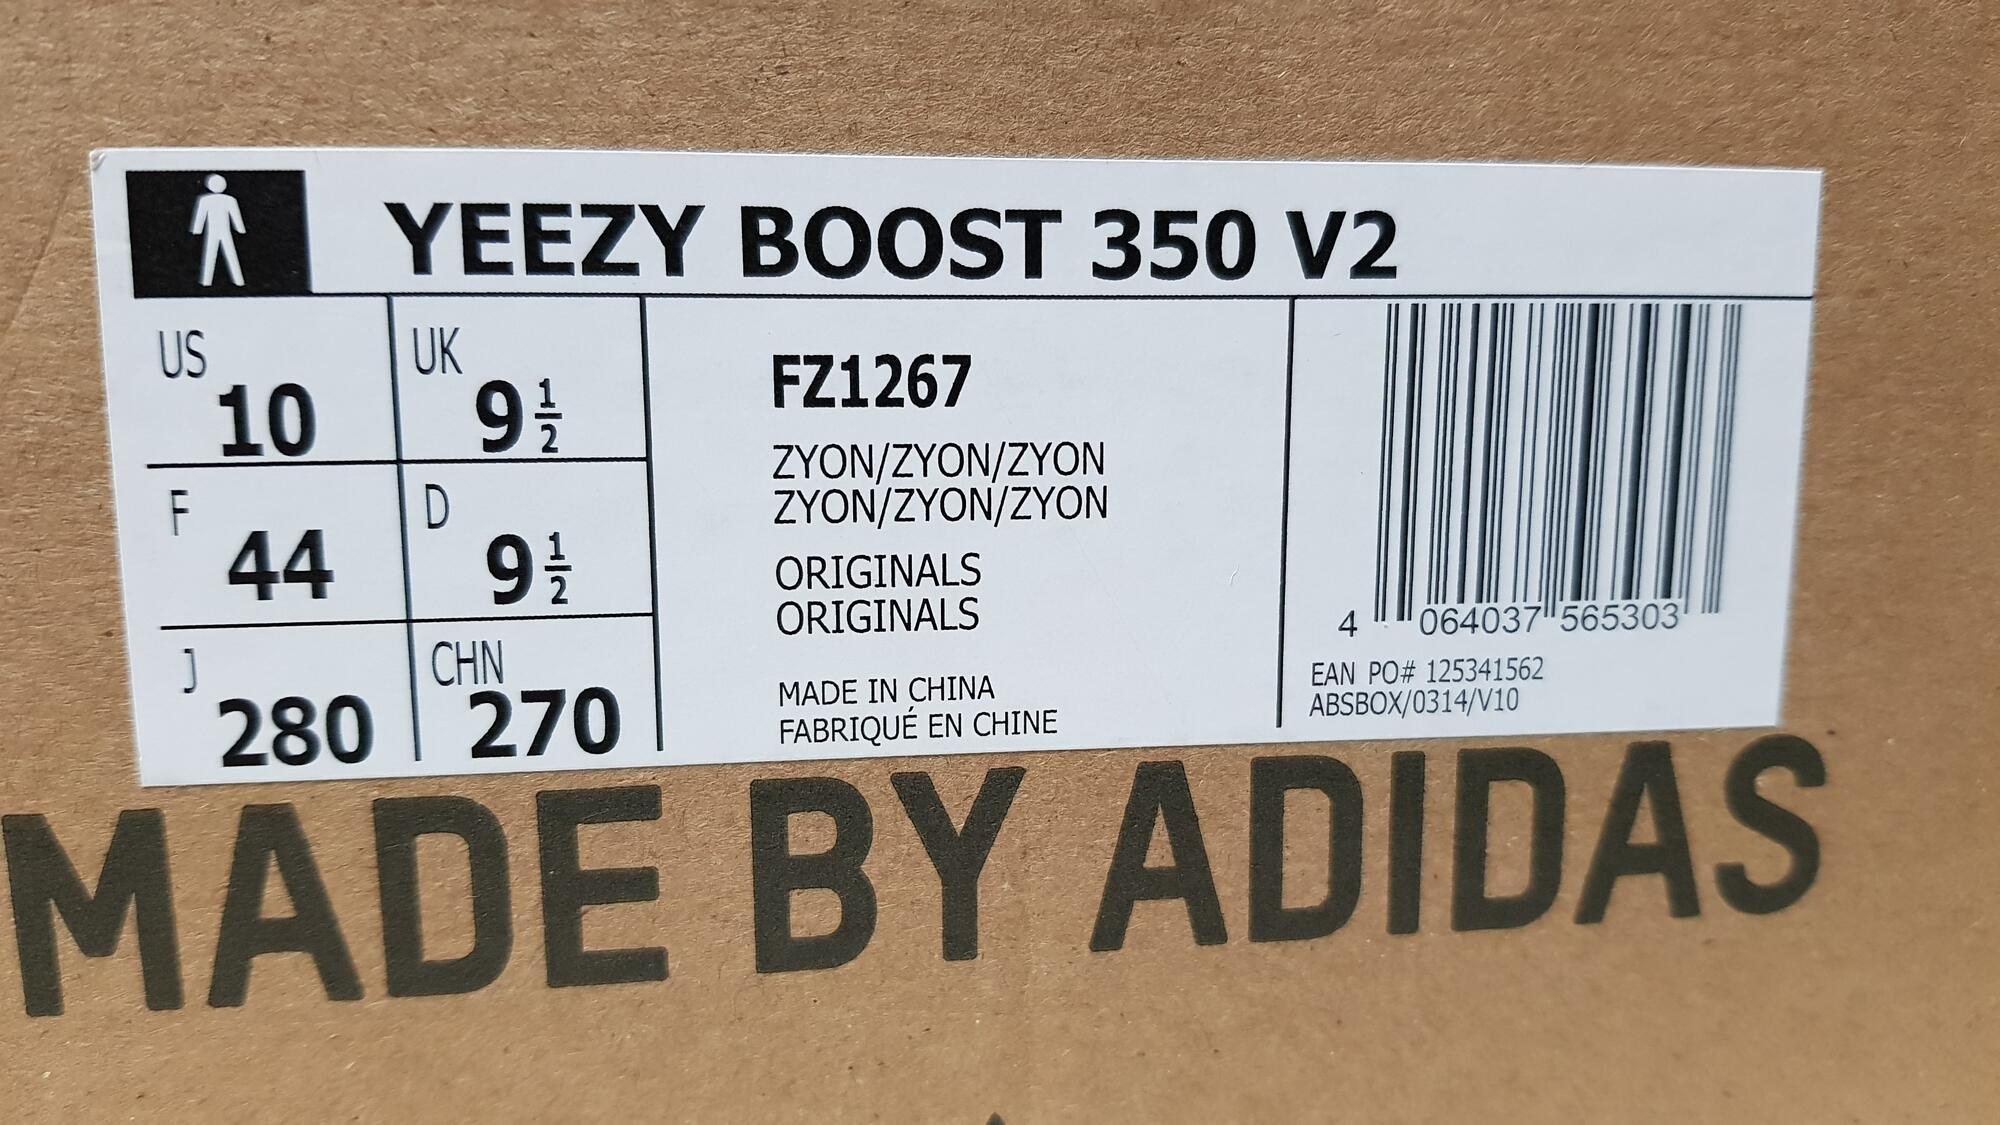 YEEZY BOOST 350 V2
US 10
UK 9 1/2
F 44
D 9 1/2
J 280
CHN 270
FZ1267
ZYON/ZYON/ZYON
ZYON/ZYON/ZYON
ORIGINALS
ORIGINALS
MADE IN CHINA
FABRIQUÉ EN CHINE
4 064037 565303
EAN PO# 125341562
ABSBOX/0314/V10
MADE BY ADIDAS